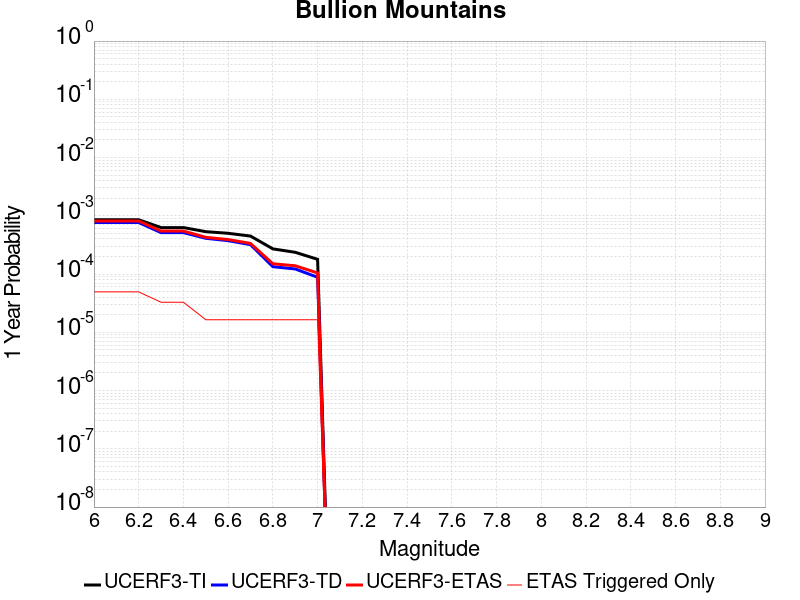 Bullion Mountains
10^0
10^-1
10^-2
10^-3
10^-4
10^-5
10^-6
10^-7
10^-8
1 Year Probability
6 6.2 6.4 6.6 6.8 7 7.2 7.4 7.6 7.8 8 8.2 8.4 8.6 8.8 9
Magnitude
UCERF3-TI UCERF3-TD UCERF3-ETAS ETAS Triggered Only